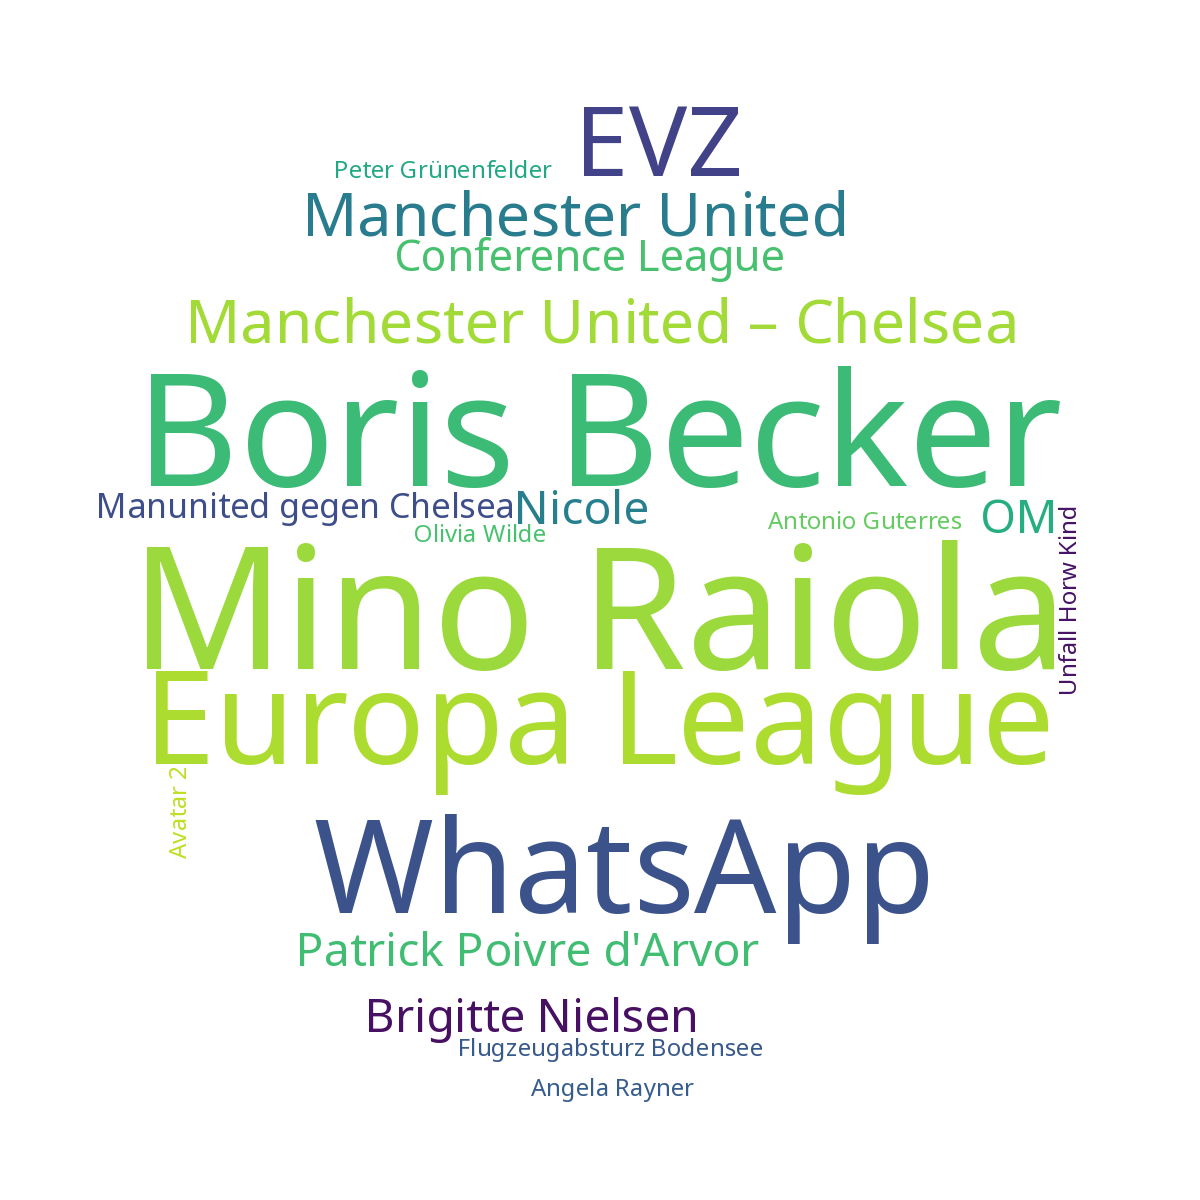 EVZ
Peter Grünenfelder
Manchester United
Conference League
Manchester United – Chelsea
Boris Becker
Manunited gegen Chelsea
Nicole
Olivia Wilde
Antonio Guterres
OM
Unfall Horw Kind
Mino Raiola
Europa League
Avatar 2
WhatsApp
Patrick Poivre d'Arvor
Brigitte Nielsen
Flugzeugabsturz Bodensee
Angela Rayner